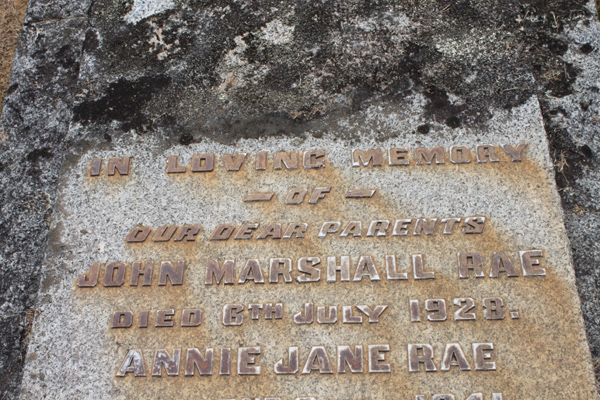 IN LOVING MEMORY
— OF —
OUR DEAR PARENTS
JOHN MARSHALL RAE
DIED 6TH JULY 1928.
ANNIE JANE RAE